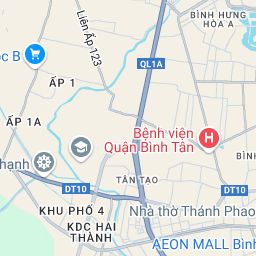 BÌNH HƯNG
HÒA A
Liên Ấp 123
QL1A
ẤP 1
ẤP 1A
Bệnh viện
Quận Bình Tân
BÌNH
DT10
TÂN TẠO
DT10
KHU PHỐ 4
Nhà thờ Thánh Phao
KDC HAI
THÀNH
AEON MALL Bình